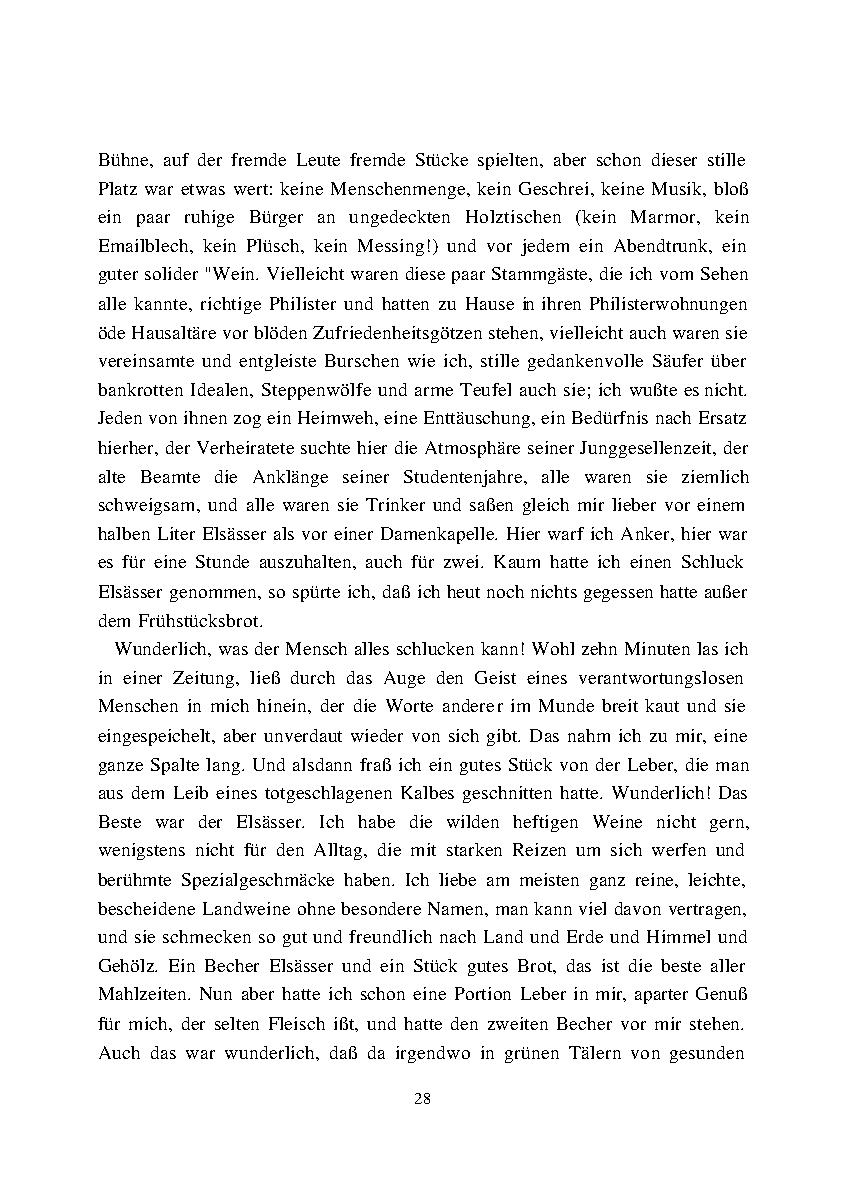 Bühne, auf der fremde Leute fremde Stücke spielten, aber schon dieser stille
Platz war etwas wert: keine Menschenmenge, kein Geschrei, keine Musik, bloß
ein paar ruhige Bürger an ungedeckten Holztischen (kein Marmor, kein
Emailblech, kein Plüsch, kein Messing!) und vor jedem ein Abendtrunk, ein
guter solider "Wein. Vielleicht waren diese paar Stammgäste, die ich vom Sehen
alle kannte, richtige Philister und hatten zu Hause in ihren Philisterwohnungen
öde Hausaltäre vor blöden Zufriedenheitsgötzen stehen, vielleicht auch waren sie
vereinsamte und entgleiste Burschen wie ich, stille gedankenvolle Säufer über
bankrotten Idealen, Steppenwölfe und arme Teufel auch sie; ich wußte es nicht.
Jeden von ihnen zog ein Heimweh, eine Enttäuschung, ein Bedürfnis nach Ersatz
hierher, der Verheiratete suchte hier die Atmosphäre seiner Junggesellenzeit, der
alte Beamte die Anklänge seiner Studentenjahre, alle waren sie ziemlich
schweigsam, und alle waren sie Trinker und saßen gleich mir lieber vor einem
halben Liter Elsässer als vor einer Damenkapelle. Hier warf ich Anker, hier war
es für eine Stunde auszuhalten, auch für zwei. Kaum hatte ich einen Schluck
Elsässer genommen, so spürte ich, daß ich heut noch nichts gegessen hatte außer
dem Frühstücksbrot.
Wunderlich, was der Mensch alles schlucken kann! Wohl zehn Minuten las ich
in einer Zeitung, ließ durch das Auge den Geist eines verantwortungslosen
Menschen in mich hinein, der die Worte anderer im Munde breit kaut und sie
eingespeichelt, aber unverdaut wieder von sich gibt. Das nahm ich zu mir, eine
ganze Spalte lang. Und alsdann fraß ich ein gutes Stück von der Leber, die man
aus dem Leib eines totgeschlagenen Kalbes geschnitten hatte. Wunderlich! Das
Beste war der Elsässer. Ich habe die wilden heftigen Weine nicht gern,
wenigstens nicht für den Alltag, die mit starken Reizen um sich werfen und
berühmte Spezialgeschmäcke haben. Ich liebe am meisten ganz reine, leichte,
bescheidene Landweine ohne besondere Namen, man kann viel davon vertragen,
und sie schmecken so gut und freundlich nach Land und Erde und Himmel und
Gehölz. Ein Becher Elsässer und ein Stück gutes Brot, das ist die beste aller
Mahlzeiten. Nun aber hatte ich schon eine Portion Leber in mir, aparter Genuß
für mich, der selten Fleisch ißt, und hatte den zweiten Becher vor mir stehen.
Auch das war wunderlich, daß da irgendwo in grünen Tälern von gesunden
28